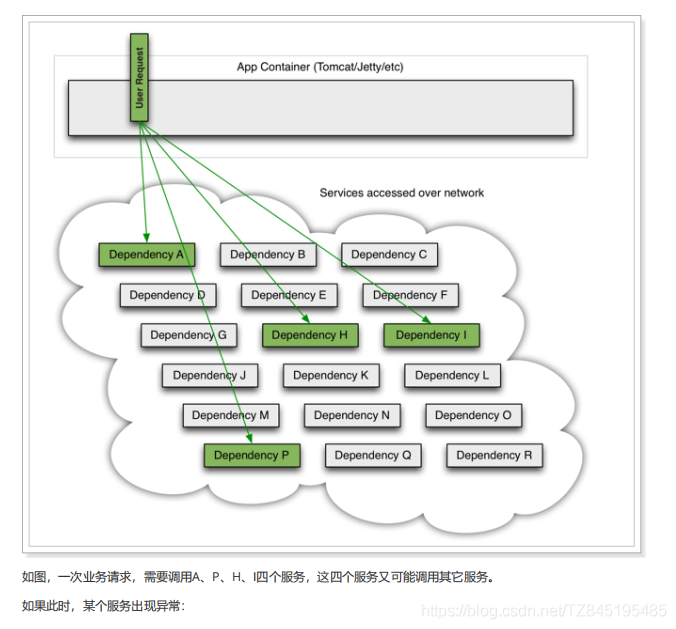 User Request
App Container (Tomcat/Jetty/etc)
Services accessed over network
Dependency A
Dependency B
Dependency C
Dependency D
Dependency E
Dependency F
Dependency G
Dependency H
Dependency I
Dependency J
Dependency K
Dependency L
Dependency M
Dependency N
Dependency O
Dependency P
Dependency Q
Dependency R
如图，一次业务请求，需要调用A、P、H、I四个服务，这四个服务又可能调用其它服务。
如果此时，某个服务出现异常：
https://blog.csdn.net/TZ845195485